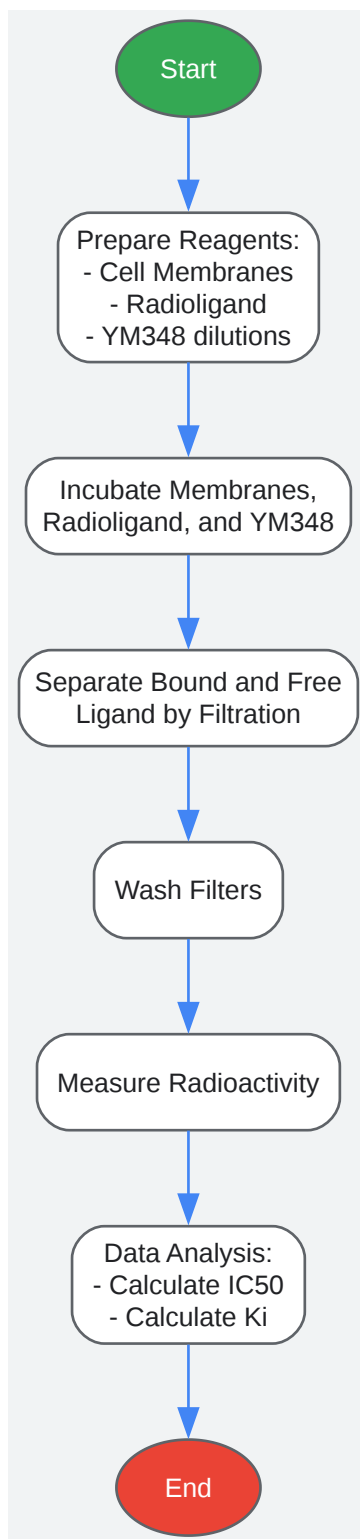 Start
Prepare Reagents:
- Cell Membranes
- Radioligand
- YM348 dilutions
Incubate Membranes,
Radioligand, and YM348
Separate Bound and Free
Ligand by Filtration
Wash Filters
Measure Radioactivity
Data Analysis:
- Calculate IC50
- Calculate Ki
End